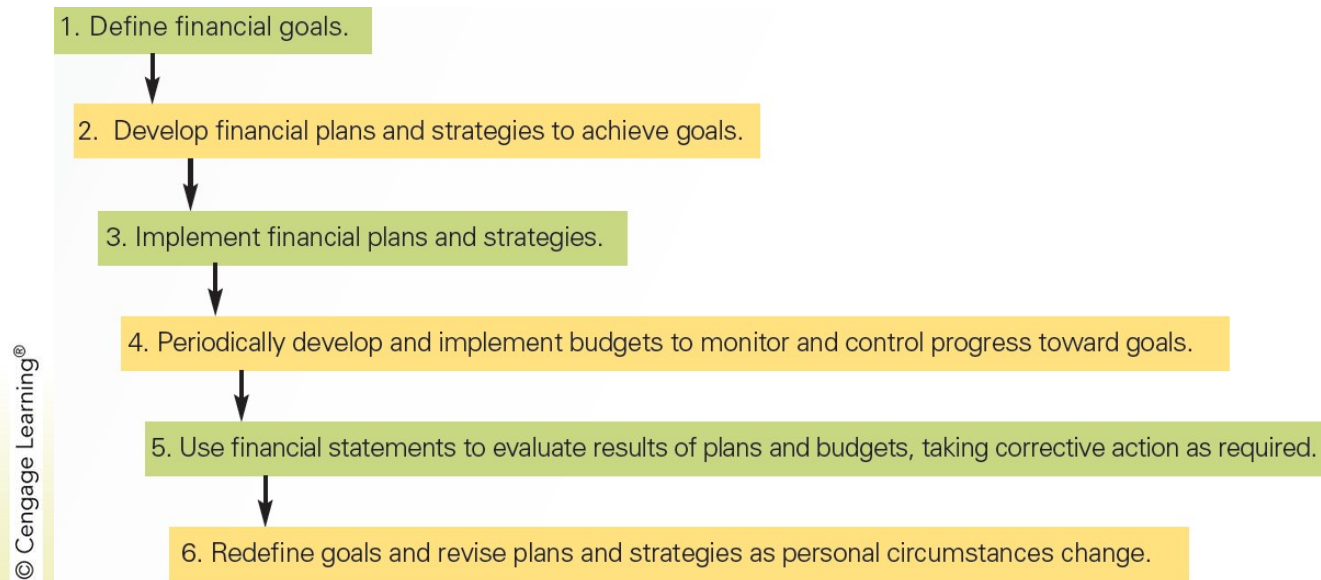 1. Define financial goals.
2. Develop financial plans and strategies to achieve goals.
3. Implement financial plans and strategies.
4. Periodically develop and implement budgets to monitor and control progress toward goals.
5. Use financial statements to evaluate results of plans and budgets, taking corrective action as required.
6. Redefine goals and revise plans and strategies as personal circumstances change.
© Cengage Learning®